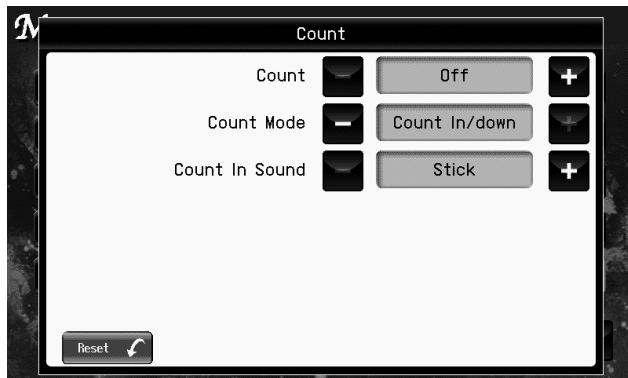 M
Count
Count - Off +
Count Mode - Count In/down +
Count In Sound - Stick +
Reset